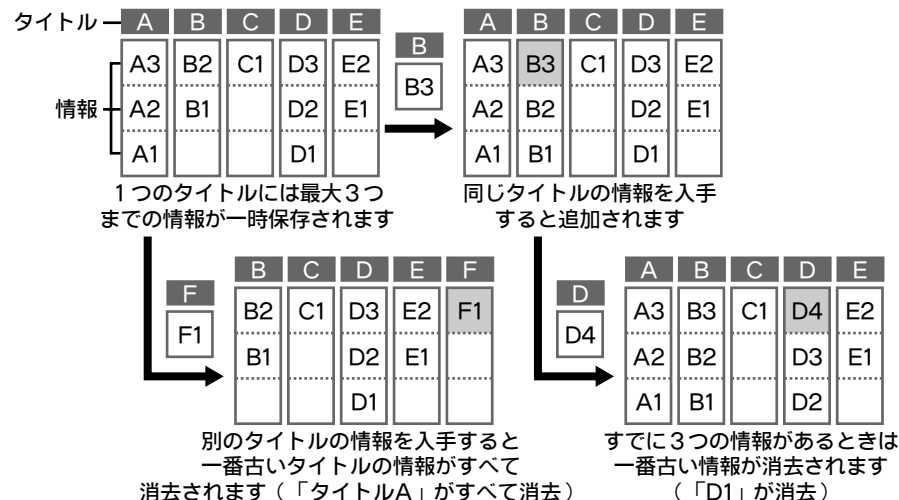 タイトル
A B C D E
A3 B2 C1 D3 E2
情報
A2 B1 D2 E1
A1 D1
1つのタイトルには最大3つ
までの情報が一時保存されます
B
B3
A B C D E
A3 B3 C1 D3 E2
A2 B2 D2 E1
A1 B1 D1
同じタイトルの情報を入手
すると追加されます
F
F1
B C D E F
B2 C1 D3 E2 F1
B1 D2 E1
D1
別のタイトルの情報を入手すると
一番古いタイトルの情報がすべて
消去されます(「タイトルA」がすべて消去)
D
D4
A B C D E
A3 B3 C1 D4 E2
A2 B2 D3 E1
A1 B1 D2
すでに3つの情報があるときは
一番古い情報が消去されます
(「D1」が消去)